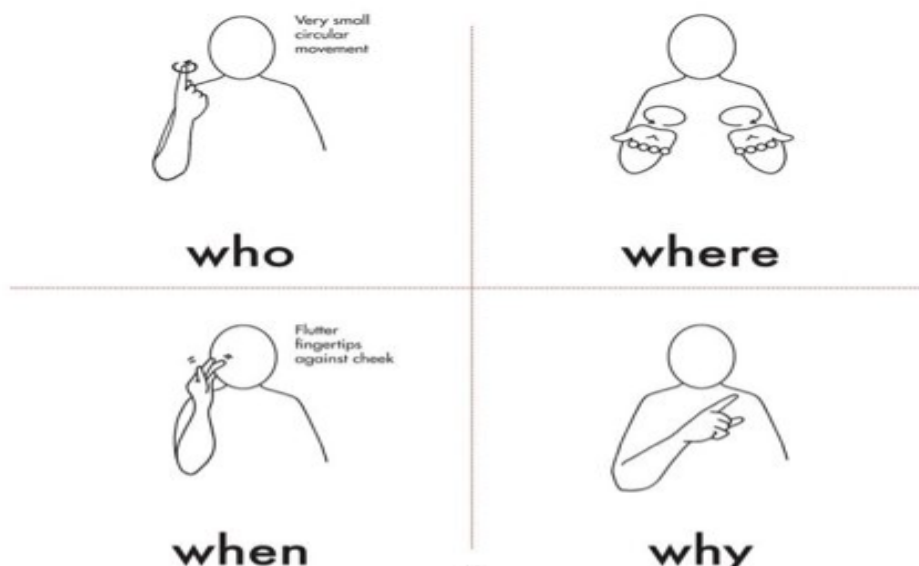 Very small
circular
movement
who
where
Flutter
fingertips
against cheek
when
why